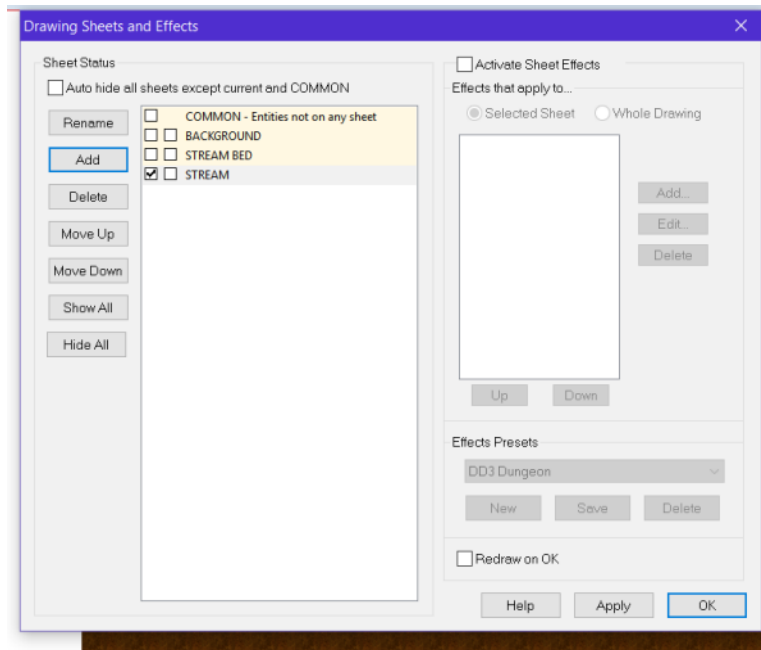 Drawing Sheets and Effects
Sheet Status
Auto hide all sheets except current and COMMON
Rename
Add
Delete
Move Up
Move Down
Show All
Hide All
COMMON - Entities not on any sheet
BACKGROUND
STREAM BED
STREAM
Activate Sheet Effects
Effects that apply to...
Selected Sheet
Whole Drawing
Add...
Edit...
Delete
Up
Down
Effects Presets
DD3 Dungeon
New
Save
Delete
Redraw on OK
Help
Apply
OK